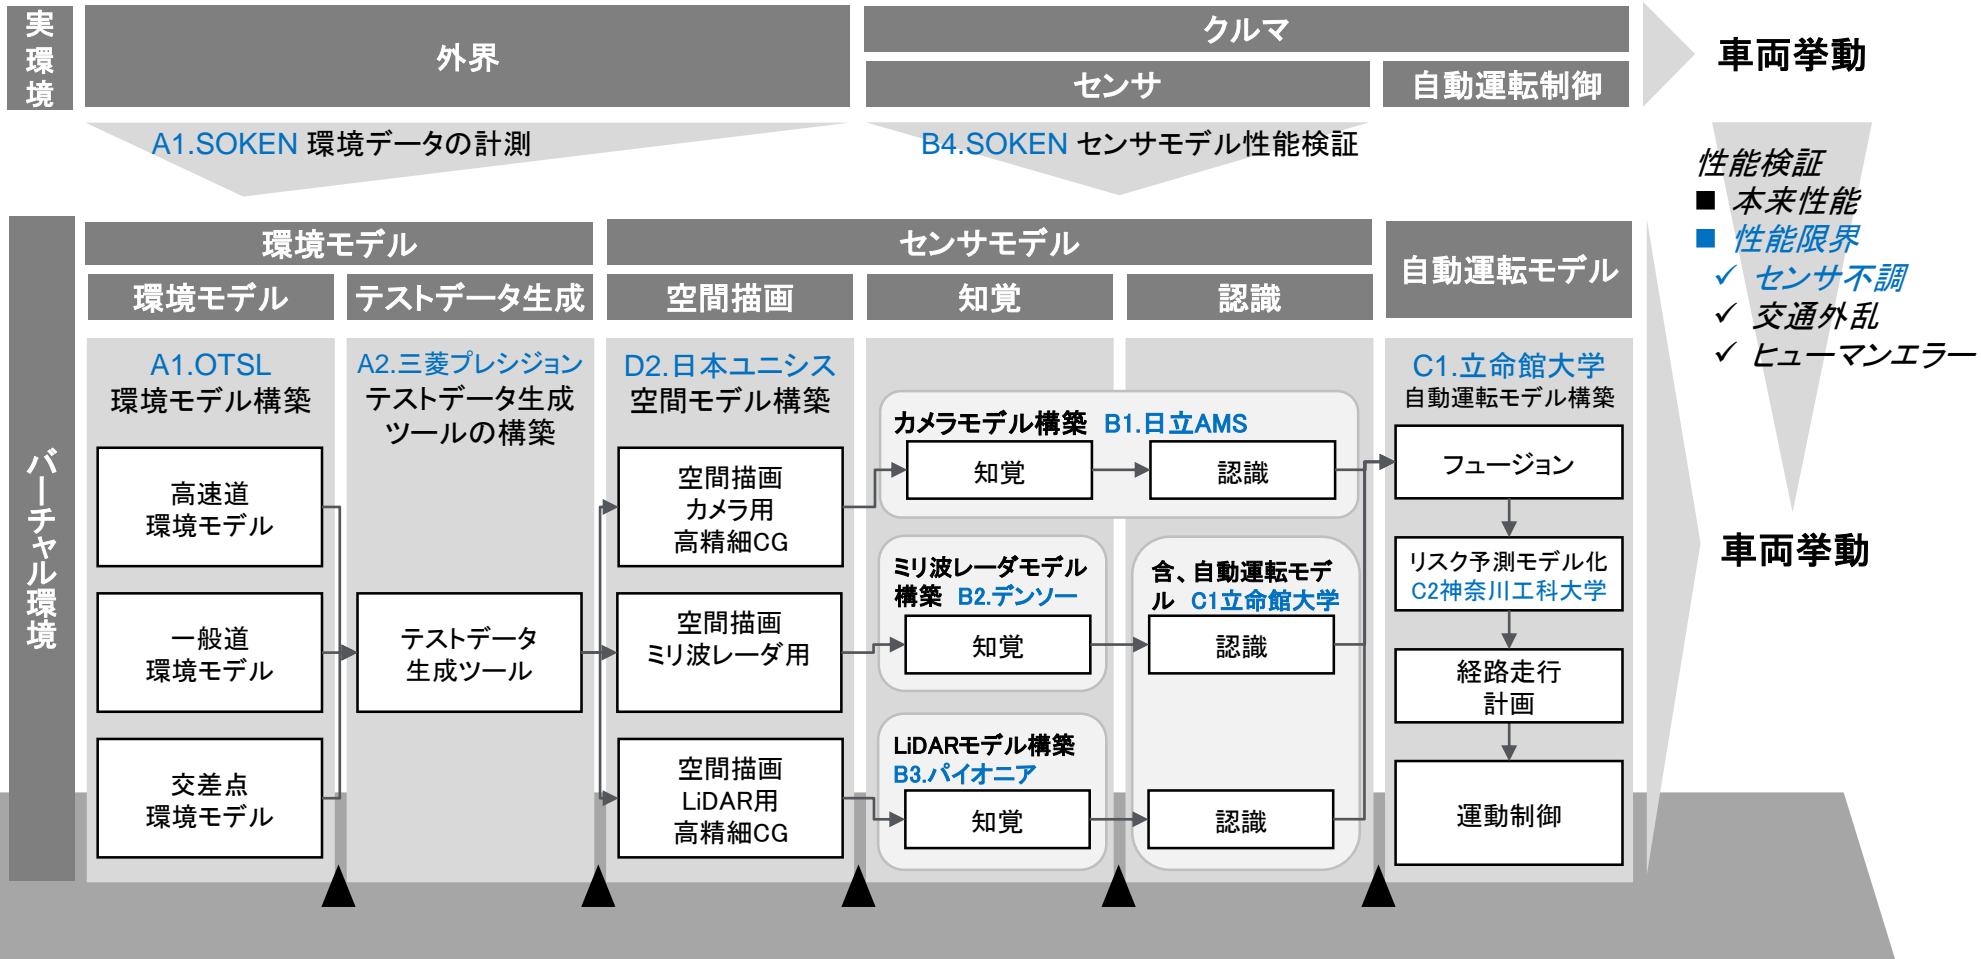 実環境
外界
クルマ
センサ
自動運転制御
車両挙動
A1.SOKEN 環境データの計測
B4.SOKEN センサモデル性能検証
性能検証
■ 本来性能
■ 性能限界
✓ センサ不調
✓ 交通外乱
✓ ヒューマンエラー
バーチャル環境
環境モデル
センサモデル
自動運転モデル
環境モデル
テストデータ生成
空間描画
知覚
認識
A1.OTSL
環境モデル構築
高速道
環境モデル
一般道
環境モデル
交差点
環境モデル
A2.三菱プレシジョン
テストデータ生成
ツールの構築
テストデータ
生成ツール
D2.日本ユニシス
空間モデル構築
空間描画
カメラ用
高精細CG
空間描画
ミリ波レーダ用
空間描画
LiDAR用
高精細CG
カメラモデル構築 B1.日立AMS
知覚
認識
ミリ波レーダモデル
構築 B2.デンソー
知覚
含、自動運転モデ
ル C1立命館大学
認識
LiDARモデル構築
B3.パイオニア
知覚
認識
C1.立命館大学
自動運転モデル構築
フュージョン
リスク予測モデル化
C2神奈川工科大学
経路走行
計画
運動制御
車両挙動